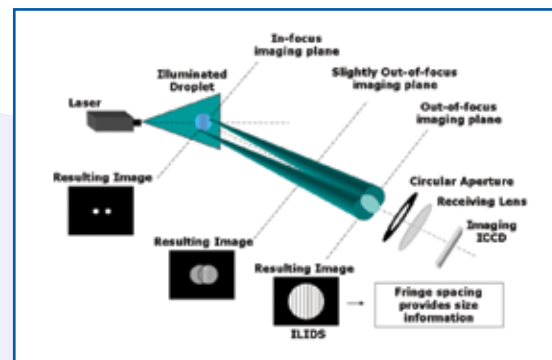 In-focus
imaging plane
Illuminated
Droplet
Slightly Out-of-focus
imaging plane
Laser
Out-of-focus
imaging plane
Resulting Image
Circular Aperture
Receiving Lens
Imaging
ICCD
Resulting Image
Resulting Image
ILIDS
Fringe spacing
provides size
information